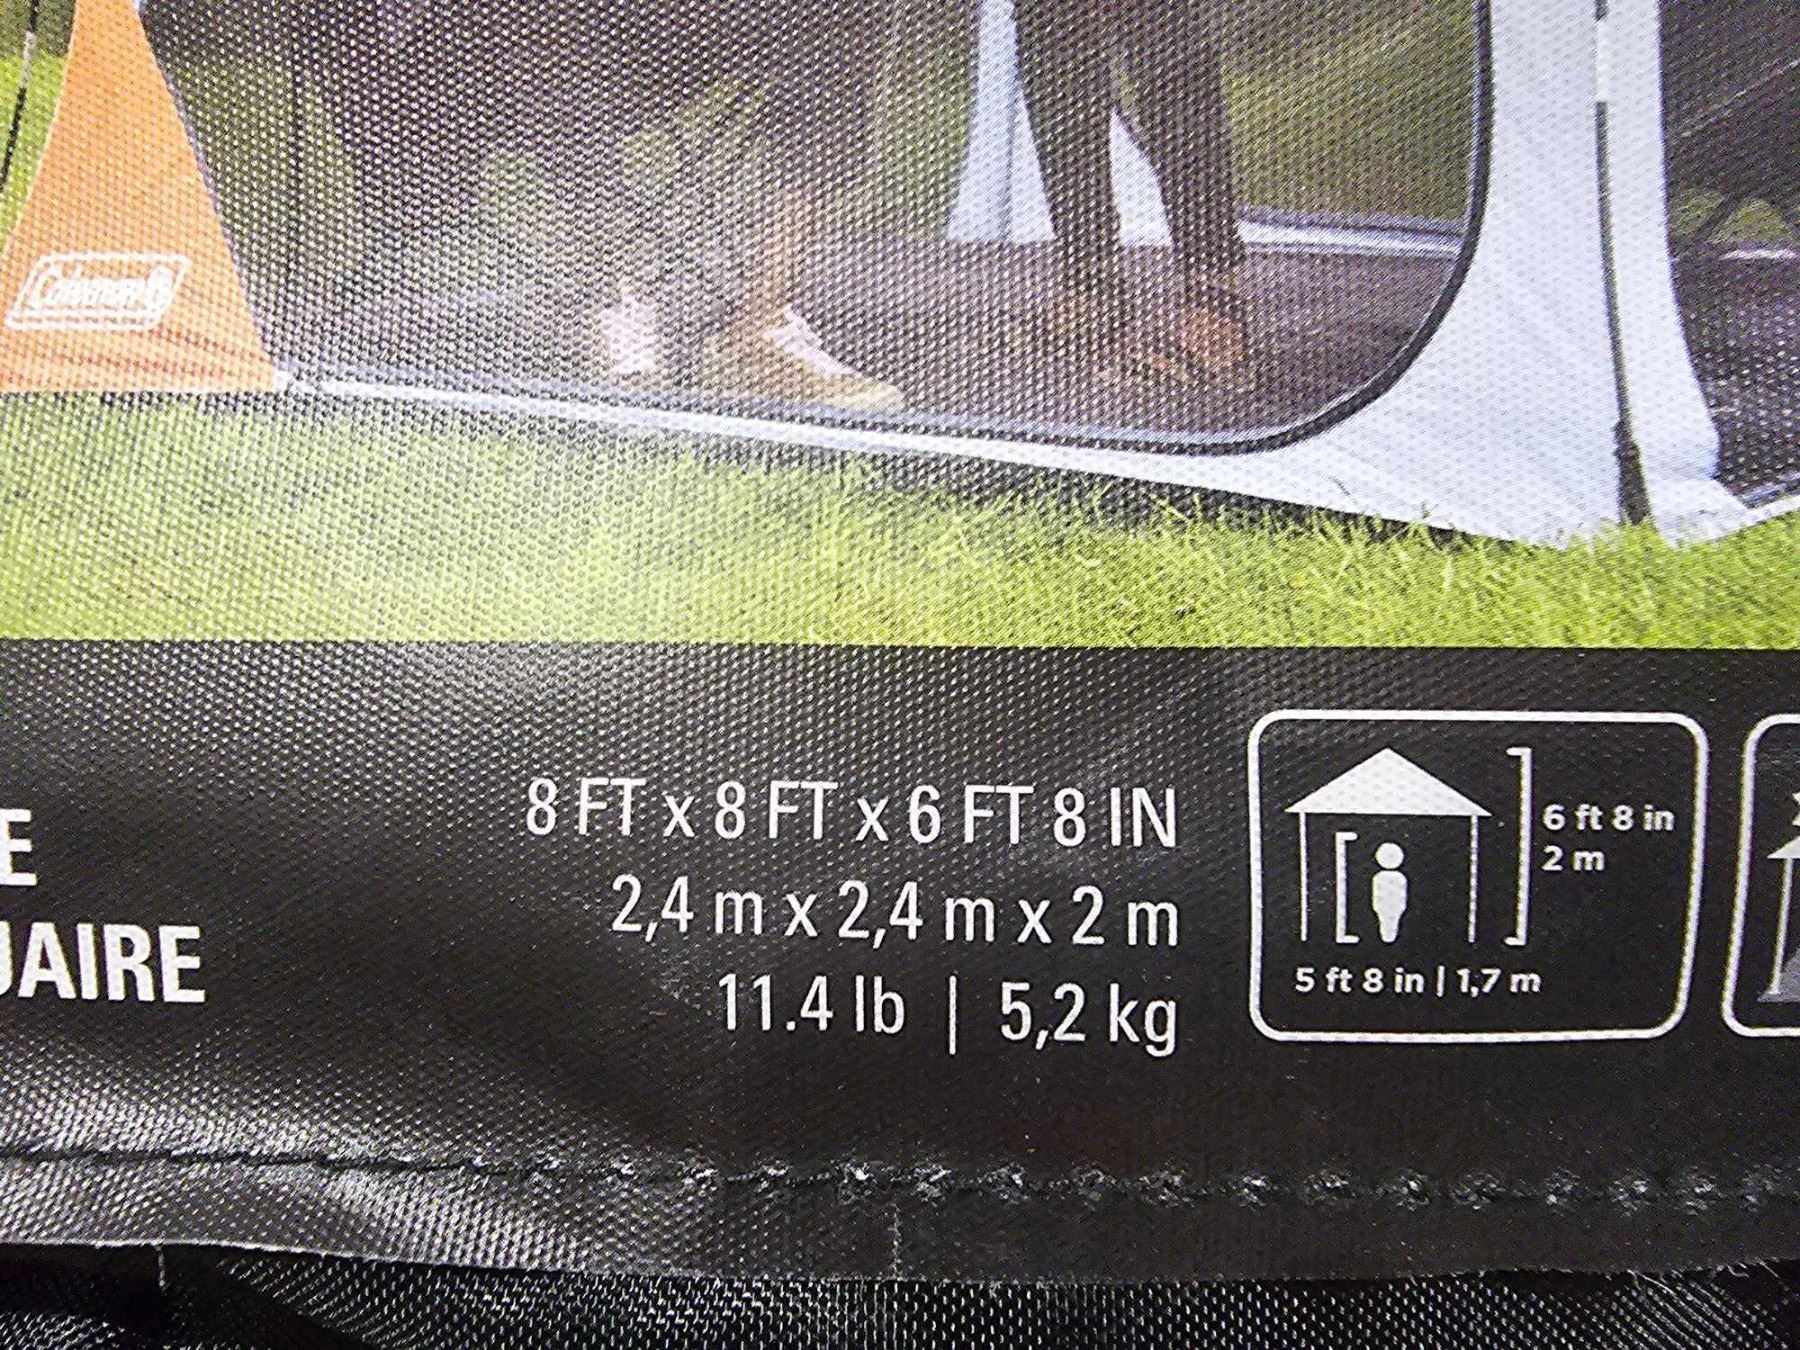 Coleman
E
UAIRE
8 FT x 8 FT x 6 FT 8 IN
2,4 m x 2,4 m x 2 m
11.4 lb | 5,2 kg
6 ft 8 in
2 m
5 ft 8 in | 1,7 m